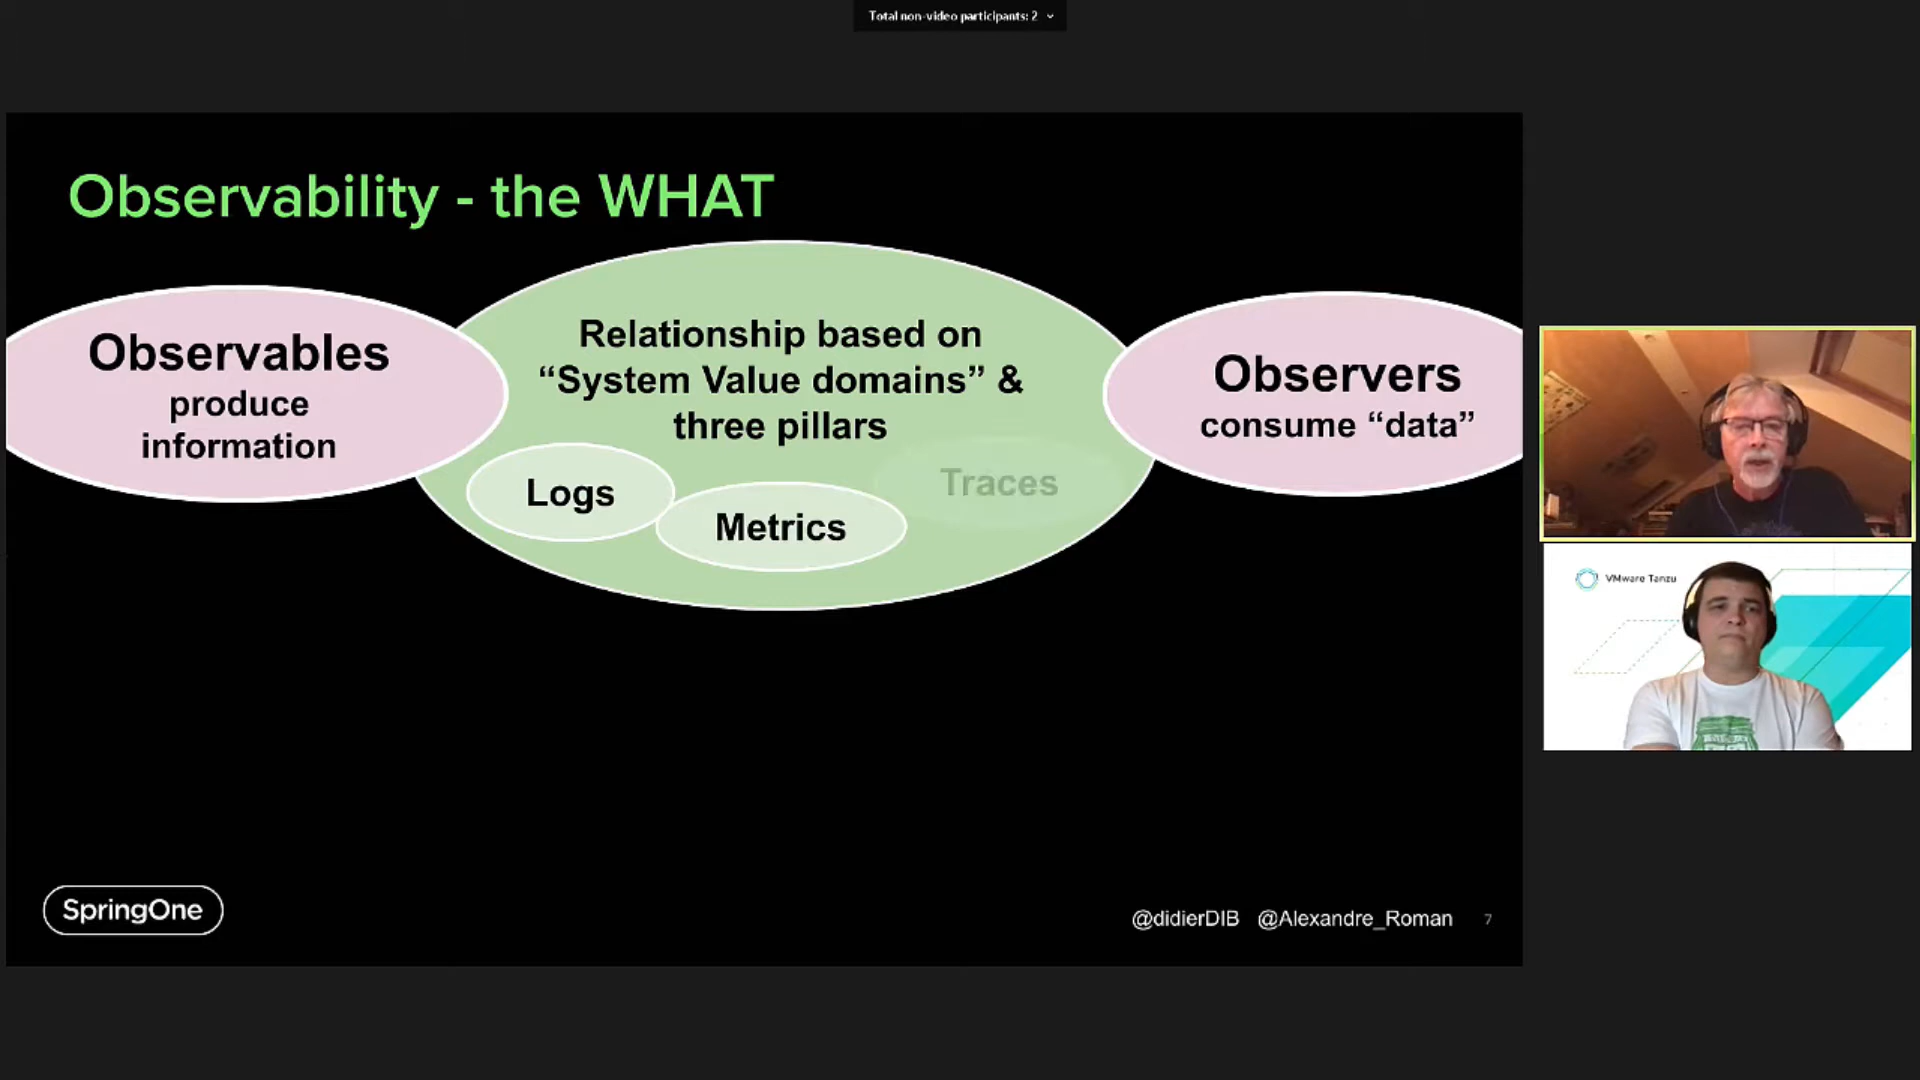 Total non-video participants: 2
Observability - the WHAT
Observables
produce
information
Relationship based on
“System Value domains” &
three pillars
Logs
Metrics
Traces
Observers
consume “data”
VMware Tanzu
SpringOne
@didierDIB @Alexandre_Roman 7